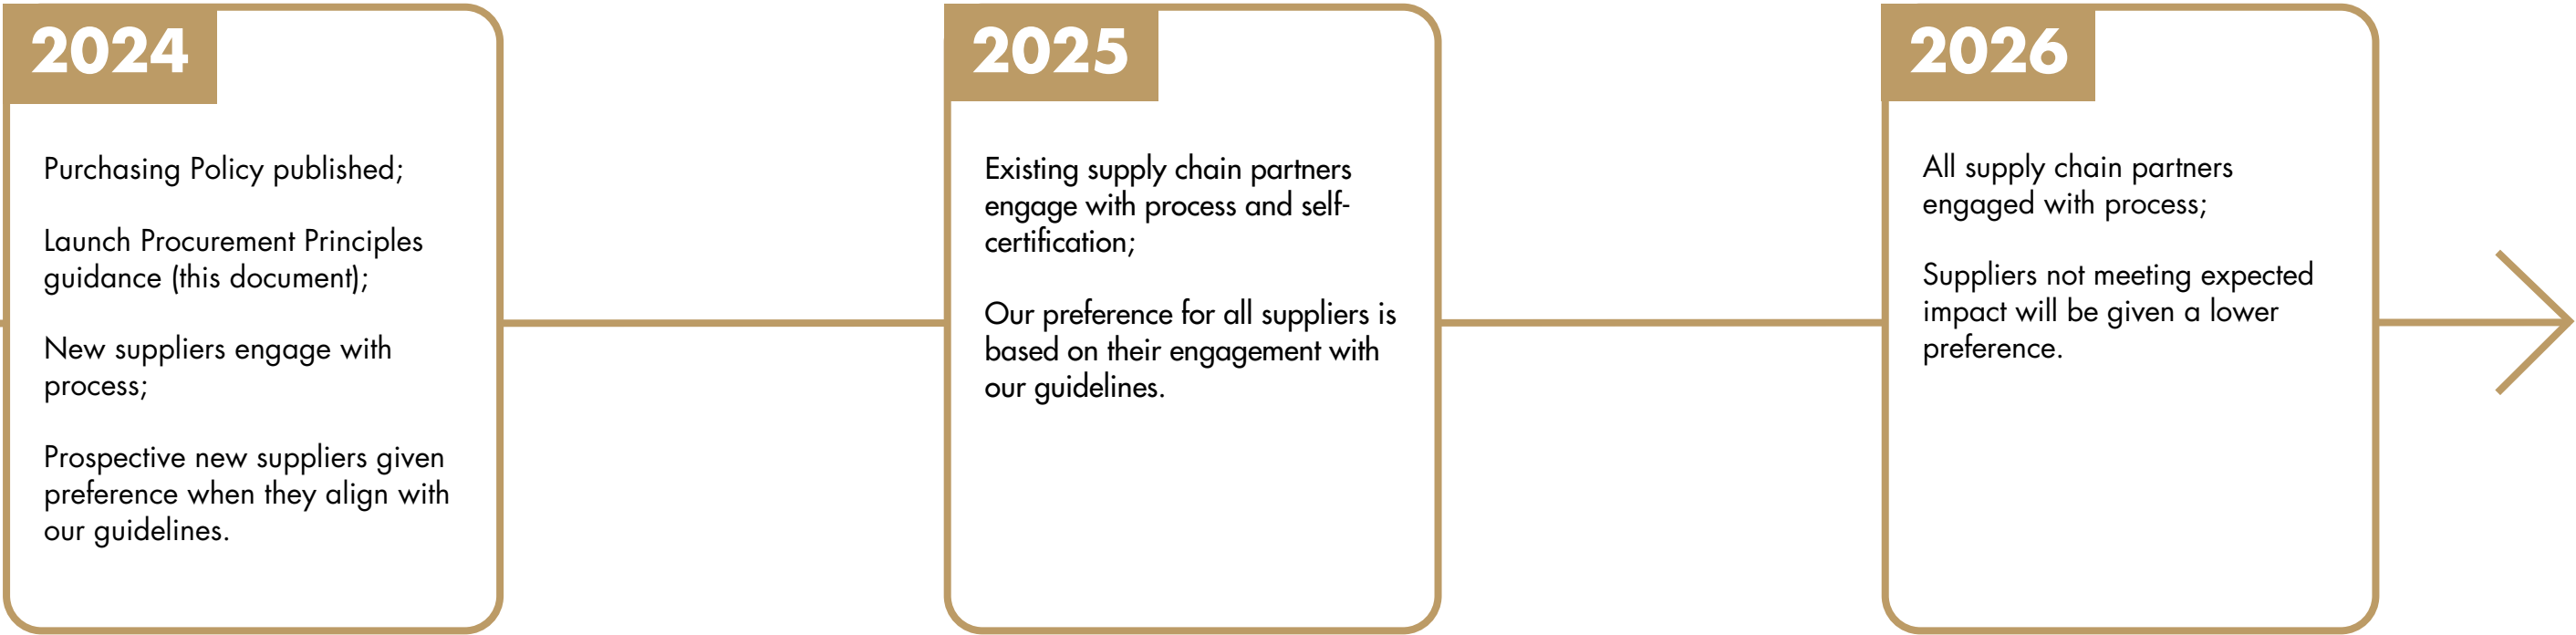 2024
Purchasing Policy published;
Launch Procurement Principles
guidance (this document);
New suppliers engage with
process;
Prospective new suppliers given
preference when they align with
our guidelines.
2025
Existing supply chain partners
engage with process and self-
certification;
Our preference for all suppliers is
based on their engagement with
our guidelines.
2026
All supply chain partners
engaged with process;
Suppliers not meeting expected
impact will be given a lower
preference.